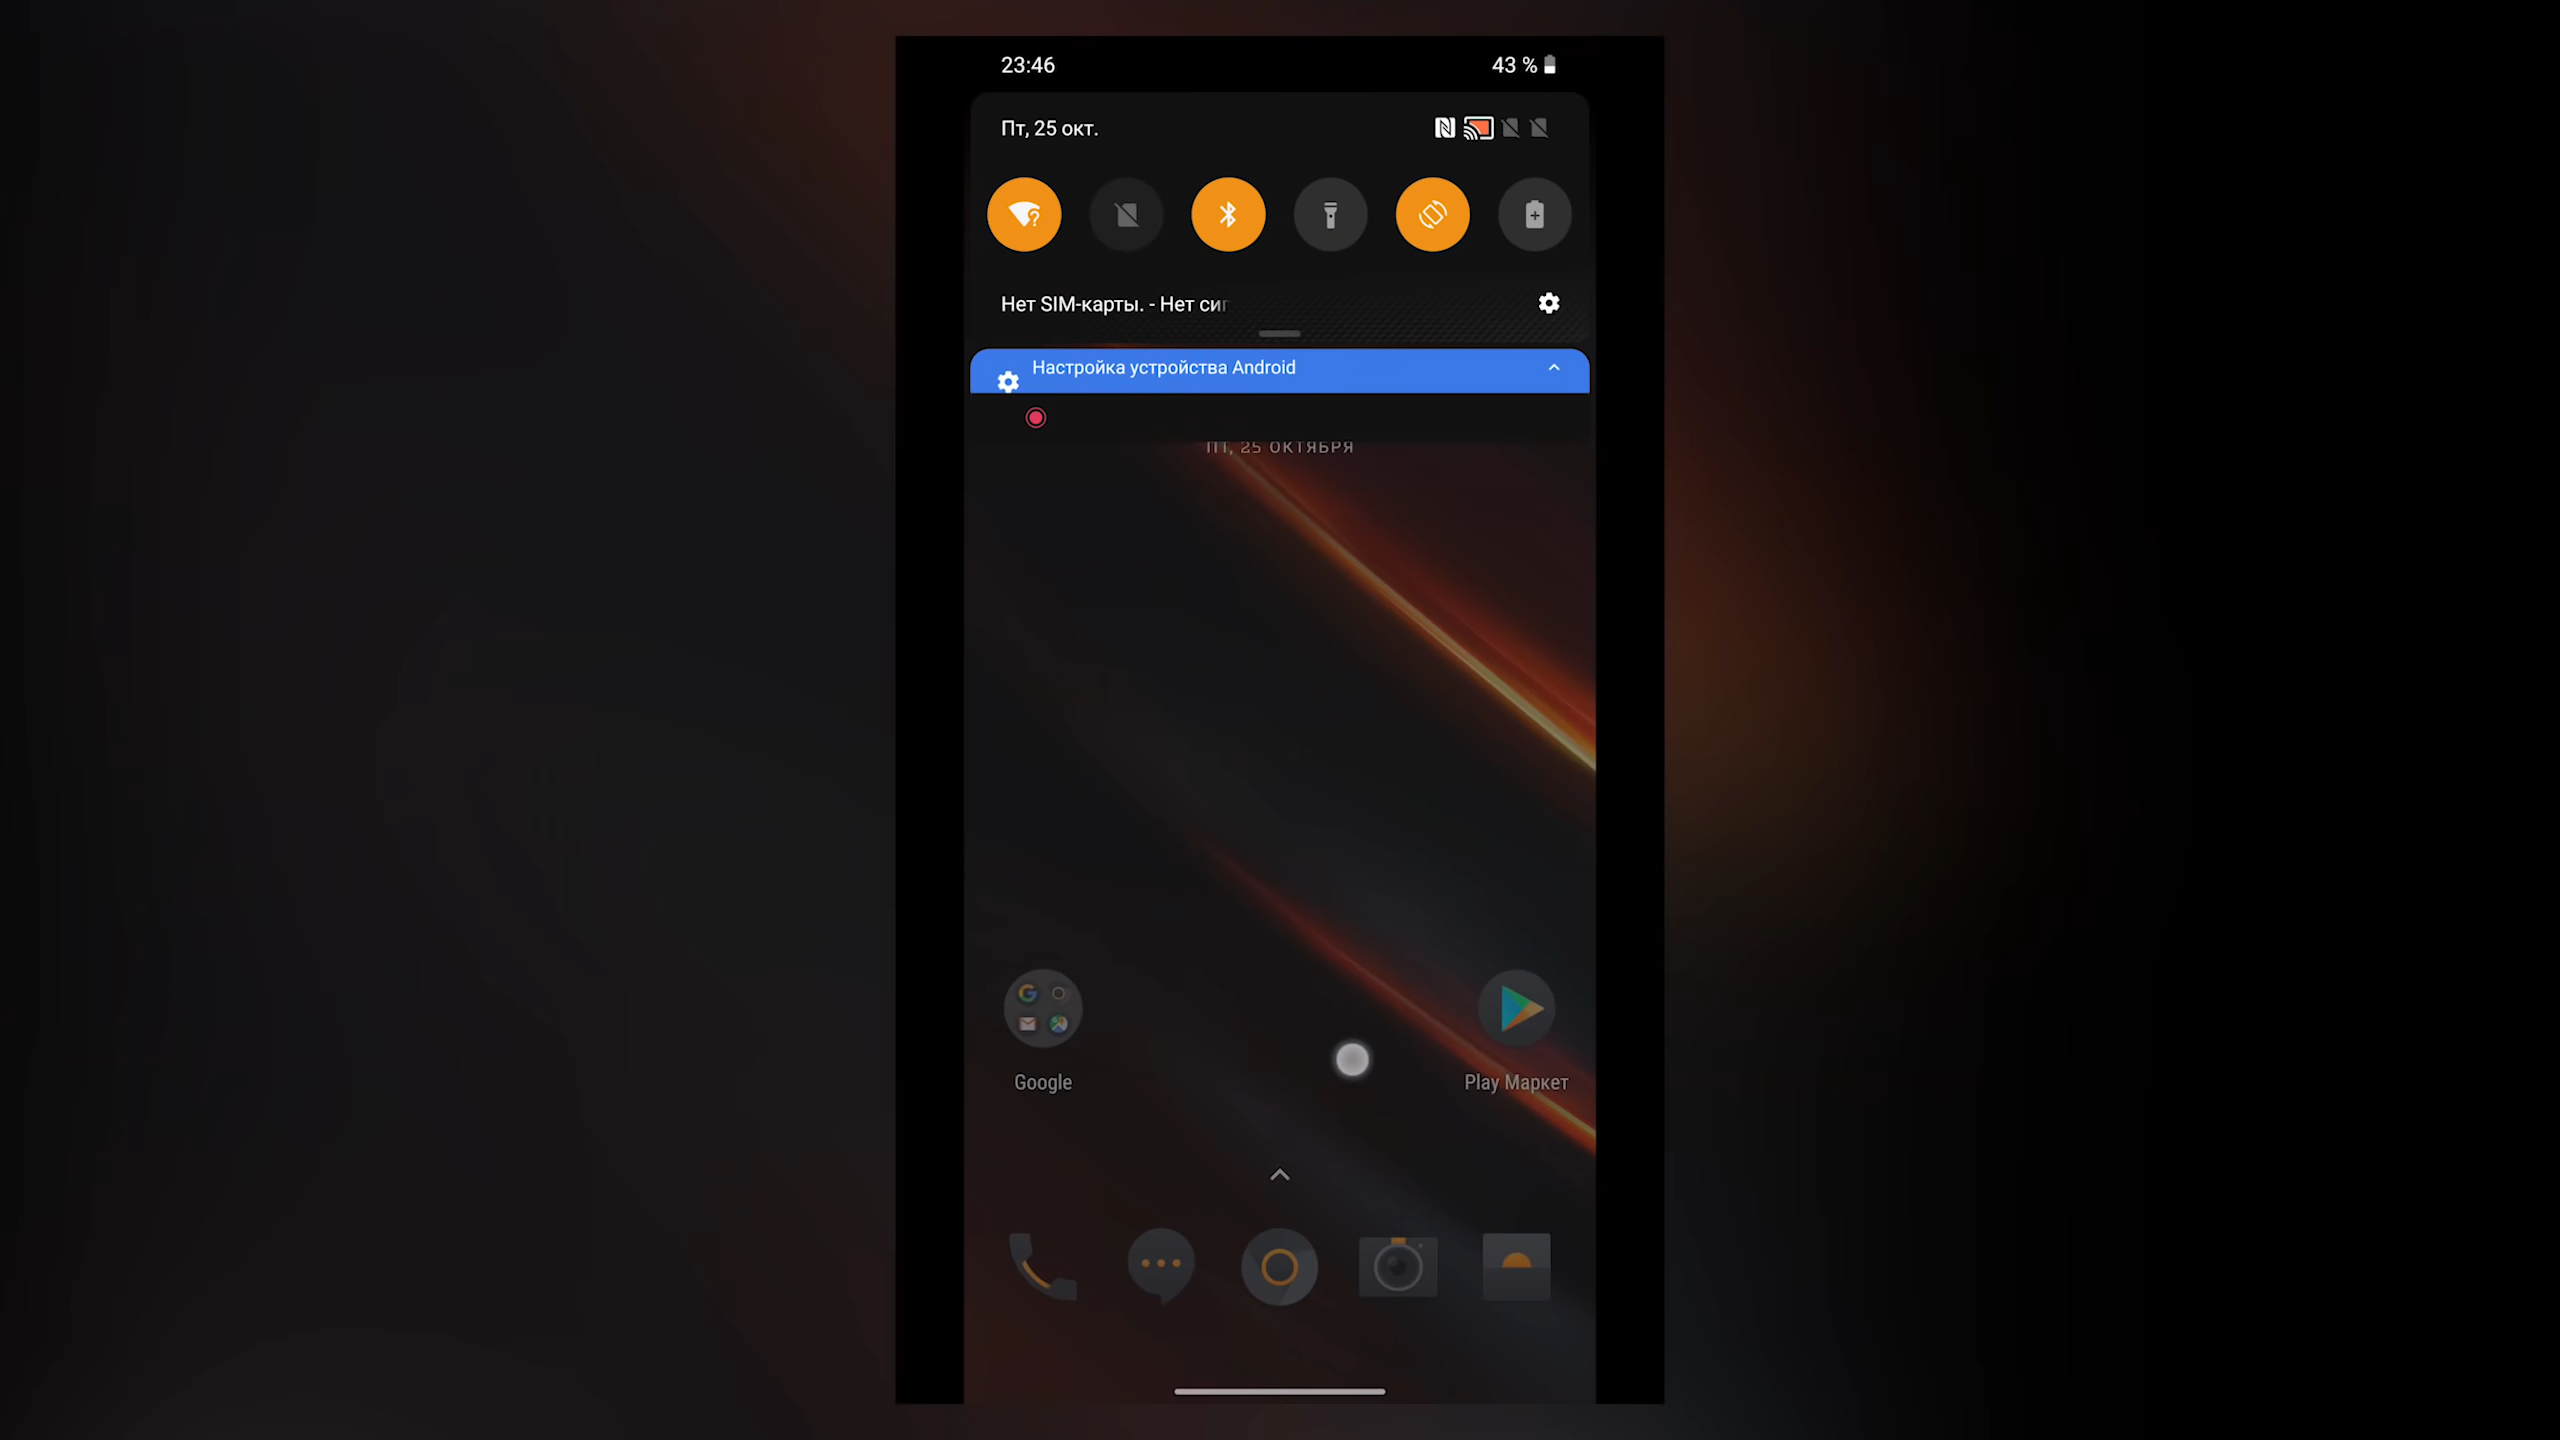 23:46
43 %
Пт, 25 окт.
Нет SIM-карты. - Нет
Настройка устройства Android
ПТ, 25 ОКТЯБРЯ
Google
Play Маркет